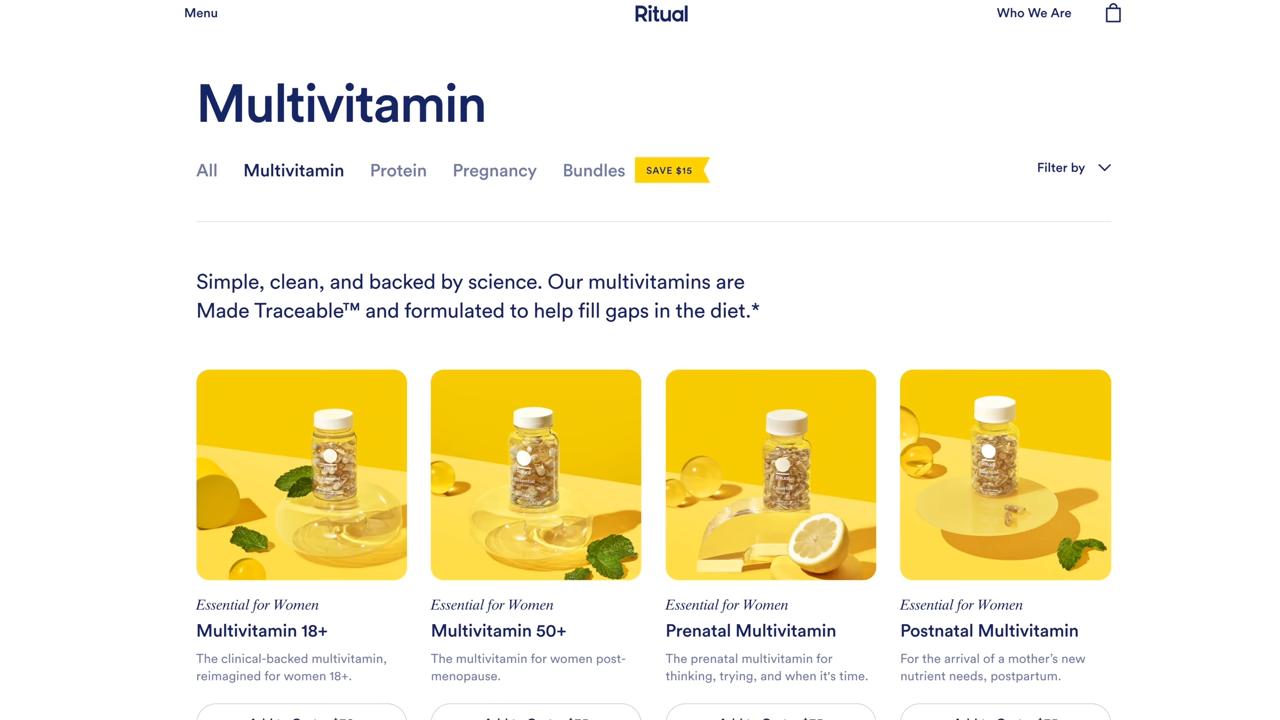 Menu
Ritual
Who We Are
Multivitamin
All
Multivitamin
Protein
Pregnancy
Bundles
SAVE $15
Filter by
Simple, clean, and backed by science. Our multivitamins are
Made Traceable™ and formulated to help fill gaps in the diet.*
Essential for Women
Multivitamin 18+
The clinical-backed multivitamin,
reimagined for women 18+.
Essential for Women
Multivitamin 50+
The multivitamin for women post-
menopause.
Essential for Women
Prenatal Multivitamin
The prenatal multivitamin for
thinking, trying, and when it's time.
Essential for Women
Postnatal Multivitamin
For the arrival of a mother’s new
nutrient needs, postpartum.